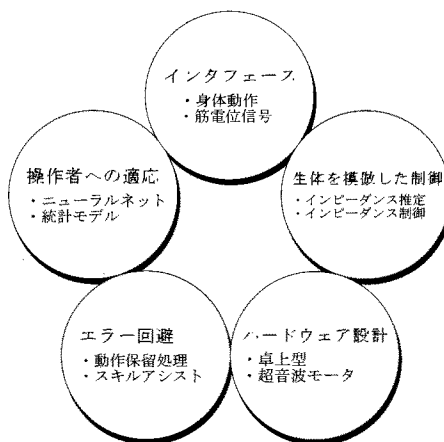 インタフェース
・身体動作
・筋電位信号
操作者への適応
・ニューラルネット
・統計モデル
生体を模倣した制御
・インピーダンス推定
・インピーダンス制御
エラー回避
・動作保留処理
・スキルアシスト
ハードウェア設計
・卓上型
・超音波モータ